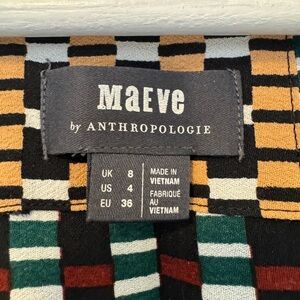 MaEve
by ANTHROPOLOGIE
UK 8
US 4
EU 36
MADE IN
VIETNAM
FABRIQUÉ
AU
VIETNAM